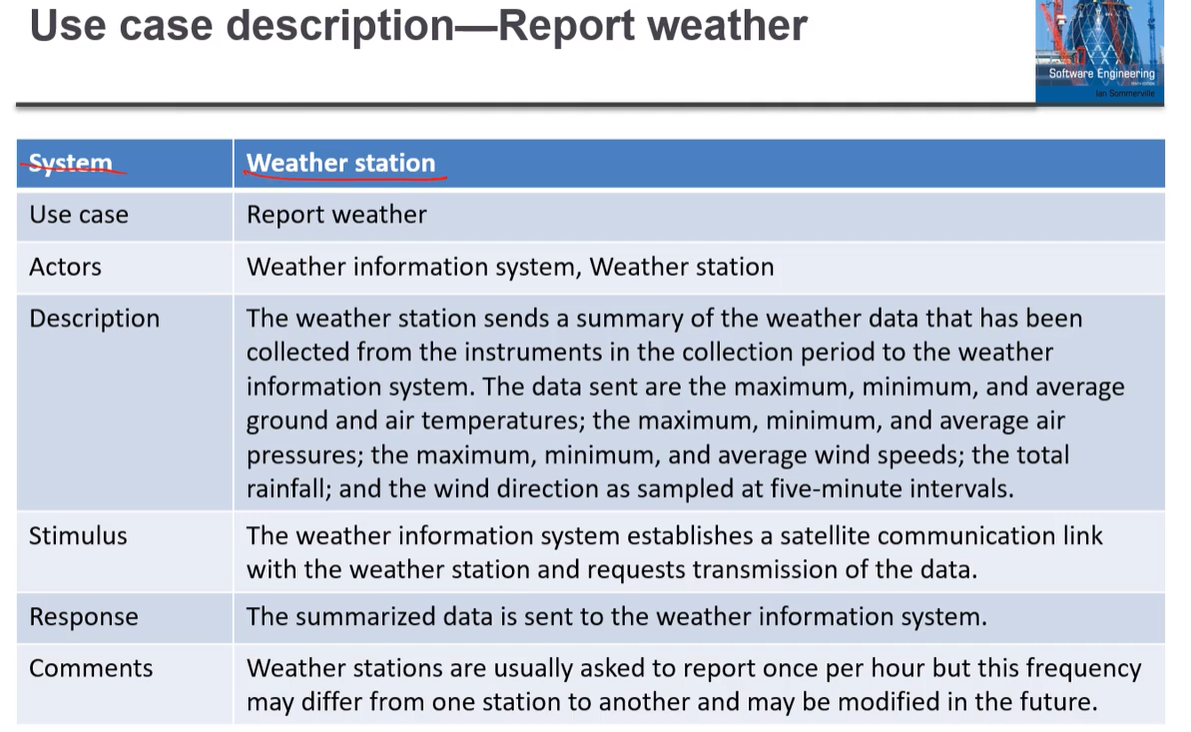 Use case description—Report weather
Software Engineering
Ian Sommerville
System Weather station
Use case Report weather
Actors Weather information system, Weather station
Description The weather station sends a summary of the weather data that has been
collected from the instruments in the collection period to the weather
information system. The data sent are the maximum, minimum, and average
ground and air temperatures; the maximum, minimum, and average air
pressures; the maximum, minimum, and average wind speeds; the total
rainfall; and the wind direction as sampled at five-minute intervals.
Stimulus The weather information system establishes a satellite communication link
with the weather station and requests transmission of the data.
Response The summarized data is sent to the weather information system.
Comments Weather stations are usually asked to report once per hour but this frequency
may differ from one station to another and may be modified in the future.